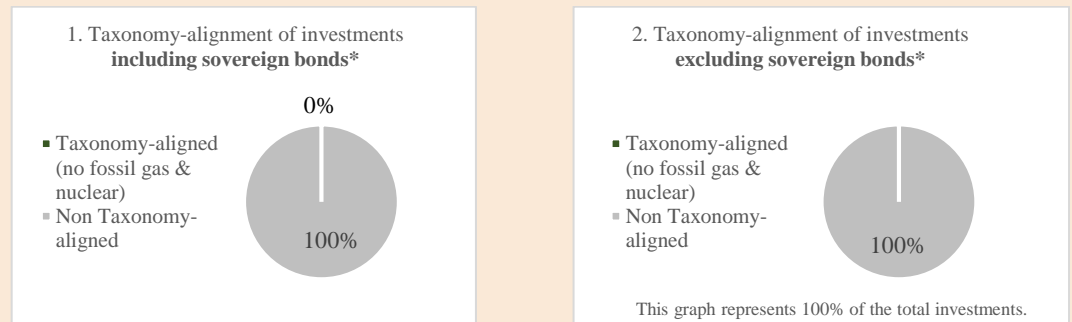 1. Taxonomy-alignment of investments
including sovereign bonds*
0%
Taxonomy-aligned
(no fossil gas &
nuclear)
Non Taxonomy-
aligned
100%
2. Taxonomy-alignment of investments
excluding sovereign bonds*
Taxonomy-aligned
(no fossil gas &
nuclear)
Non Taxonomy-
aligned
100%
This graph represents 100% of the total investments.